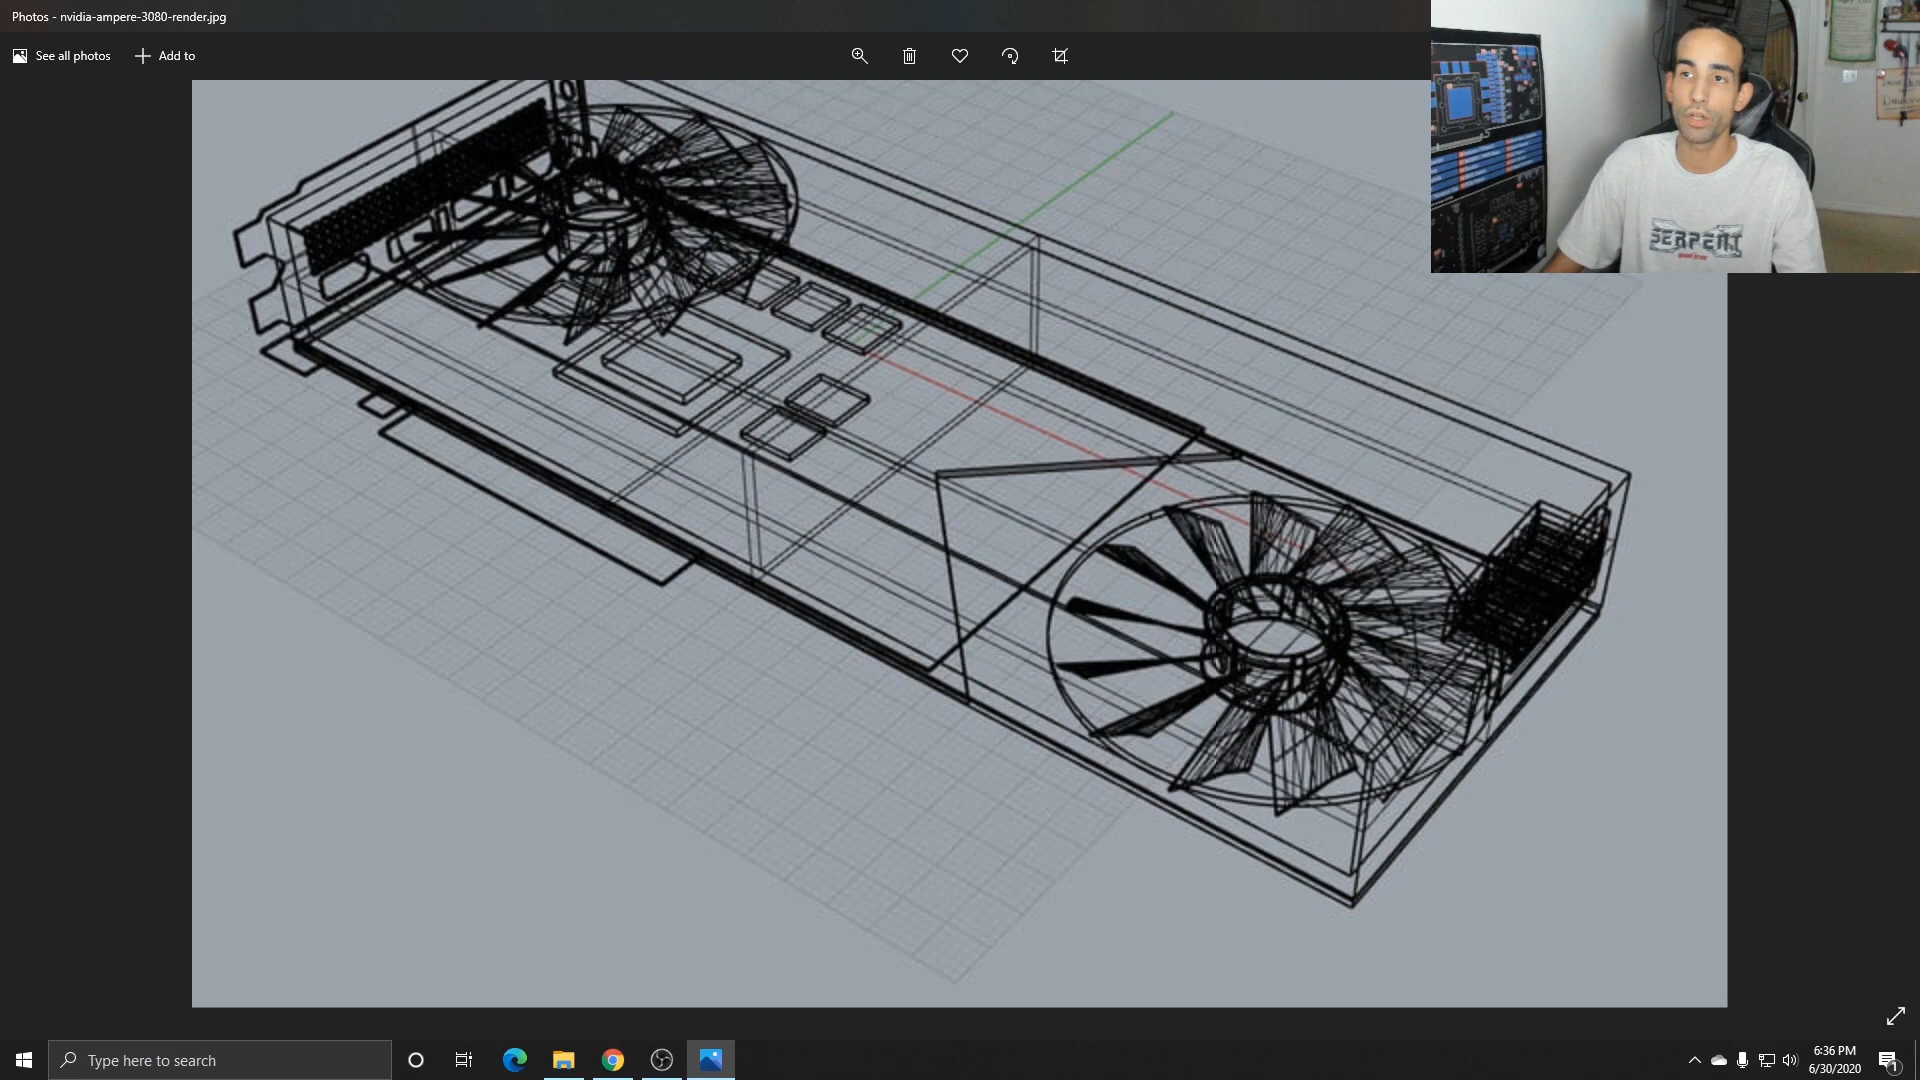 Photos - nvidia-ampere-3080-render.jpg
See all photos
Add to
SERPENT
Type here to search
6:36 PM
6/30/2020
1